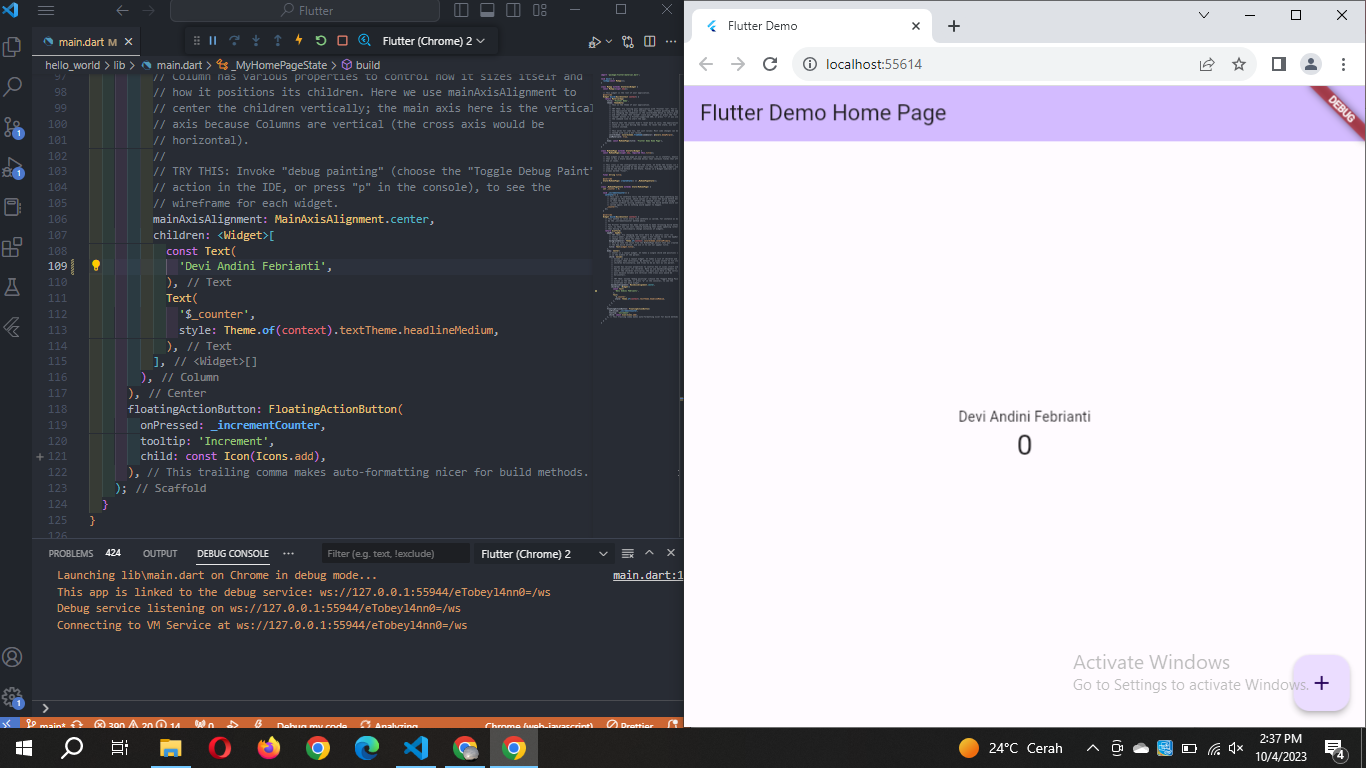 Flutter
main.dart M
Flutter (Chrome) 2
hello_world > lib > main.dart > _MyHomePageState > build
97 // Column has various properties to control how it sizes itself and
98 // how it positions its children. Here we use mainAxisAlignment to
99 // center the children vertically; the main axis here is the vertical
100 // axis because Columns are vertical (the cross axis would be
101 // horizontal).
102 //
103 // TRY THIS: Invoke "debug painting" (choose the "Toggle Debug Paint"
104 // action in the IDE, or press "p" in the console), to see the
105 // wireframe for each widget.
106 mainAxisAlignment: MainAxisAlignment.center,
107 children: <Widget>[
108 const Text(
109 'Devi Andini Febrianti',
110 ), // Text
111 Text(
112 '$_counter',
113 style: Theme.of(context).textTheme.headlineMedium,
114 ), // Text
115 ], // <Widget>[]
116 ), // Column
117 ), // Center
118 floatingActionButton: FloatingActionButton(
119 onPressed: _incrementCounter,
120 tooltip: 'Increment',
121 child: const Icon(Icons.add),
122 ), // This trailing comma makes auto-formatting nicer for build methods.
123 ); // Scaffold
124 }
125 }
126
PROBLEMS 424 OUTPUT DEBUG CONSOLE ··· Filter (e.g. text, !exclude) Flutter (Chrome) 2
Launching lib\main.dart on Chrome in debug mode... main.dart:1
This app is linked to the debug service: ws://127.0.0.1:55944/eTobeyl4nn0=/ws
Debug service listening on ws://127.0.0.1:55944/eTobeyl4nn0=/ws
Connecting to VM Service at ws://127.0.0.1:55944/eTobeyl4nn0=/ws
main* 390 20 14 0 Debug my code Analyzing Chrome (web-javascript) Prettier
1
1
1
Flutter Demo
localhost:55614
Flutter Demo Home Page
DEBUG
Devi Andini Febrianti
0
Activate Windows
Go to Settings to activate Windows.
24°C Cerah
2:37 PM
10/4/2023
4